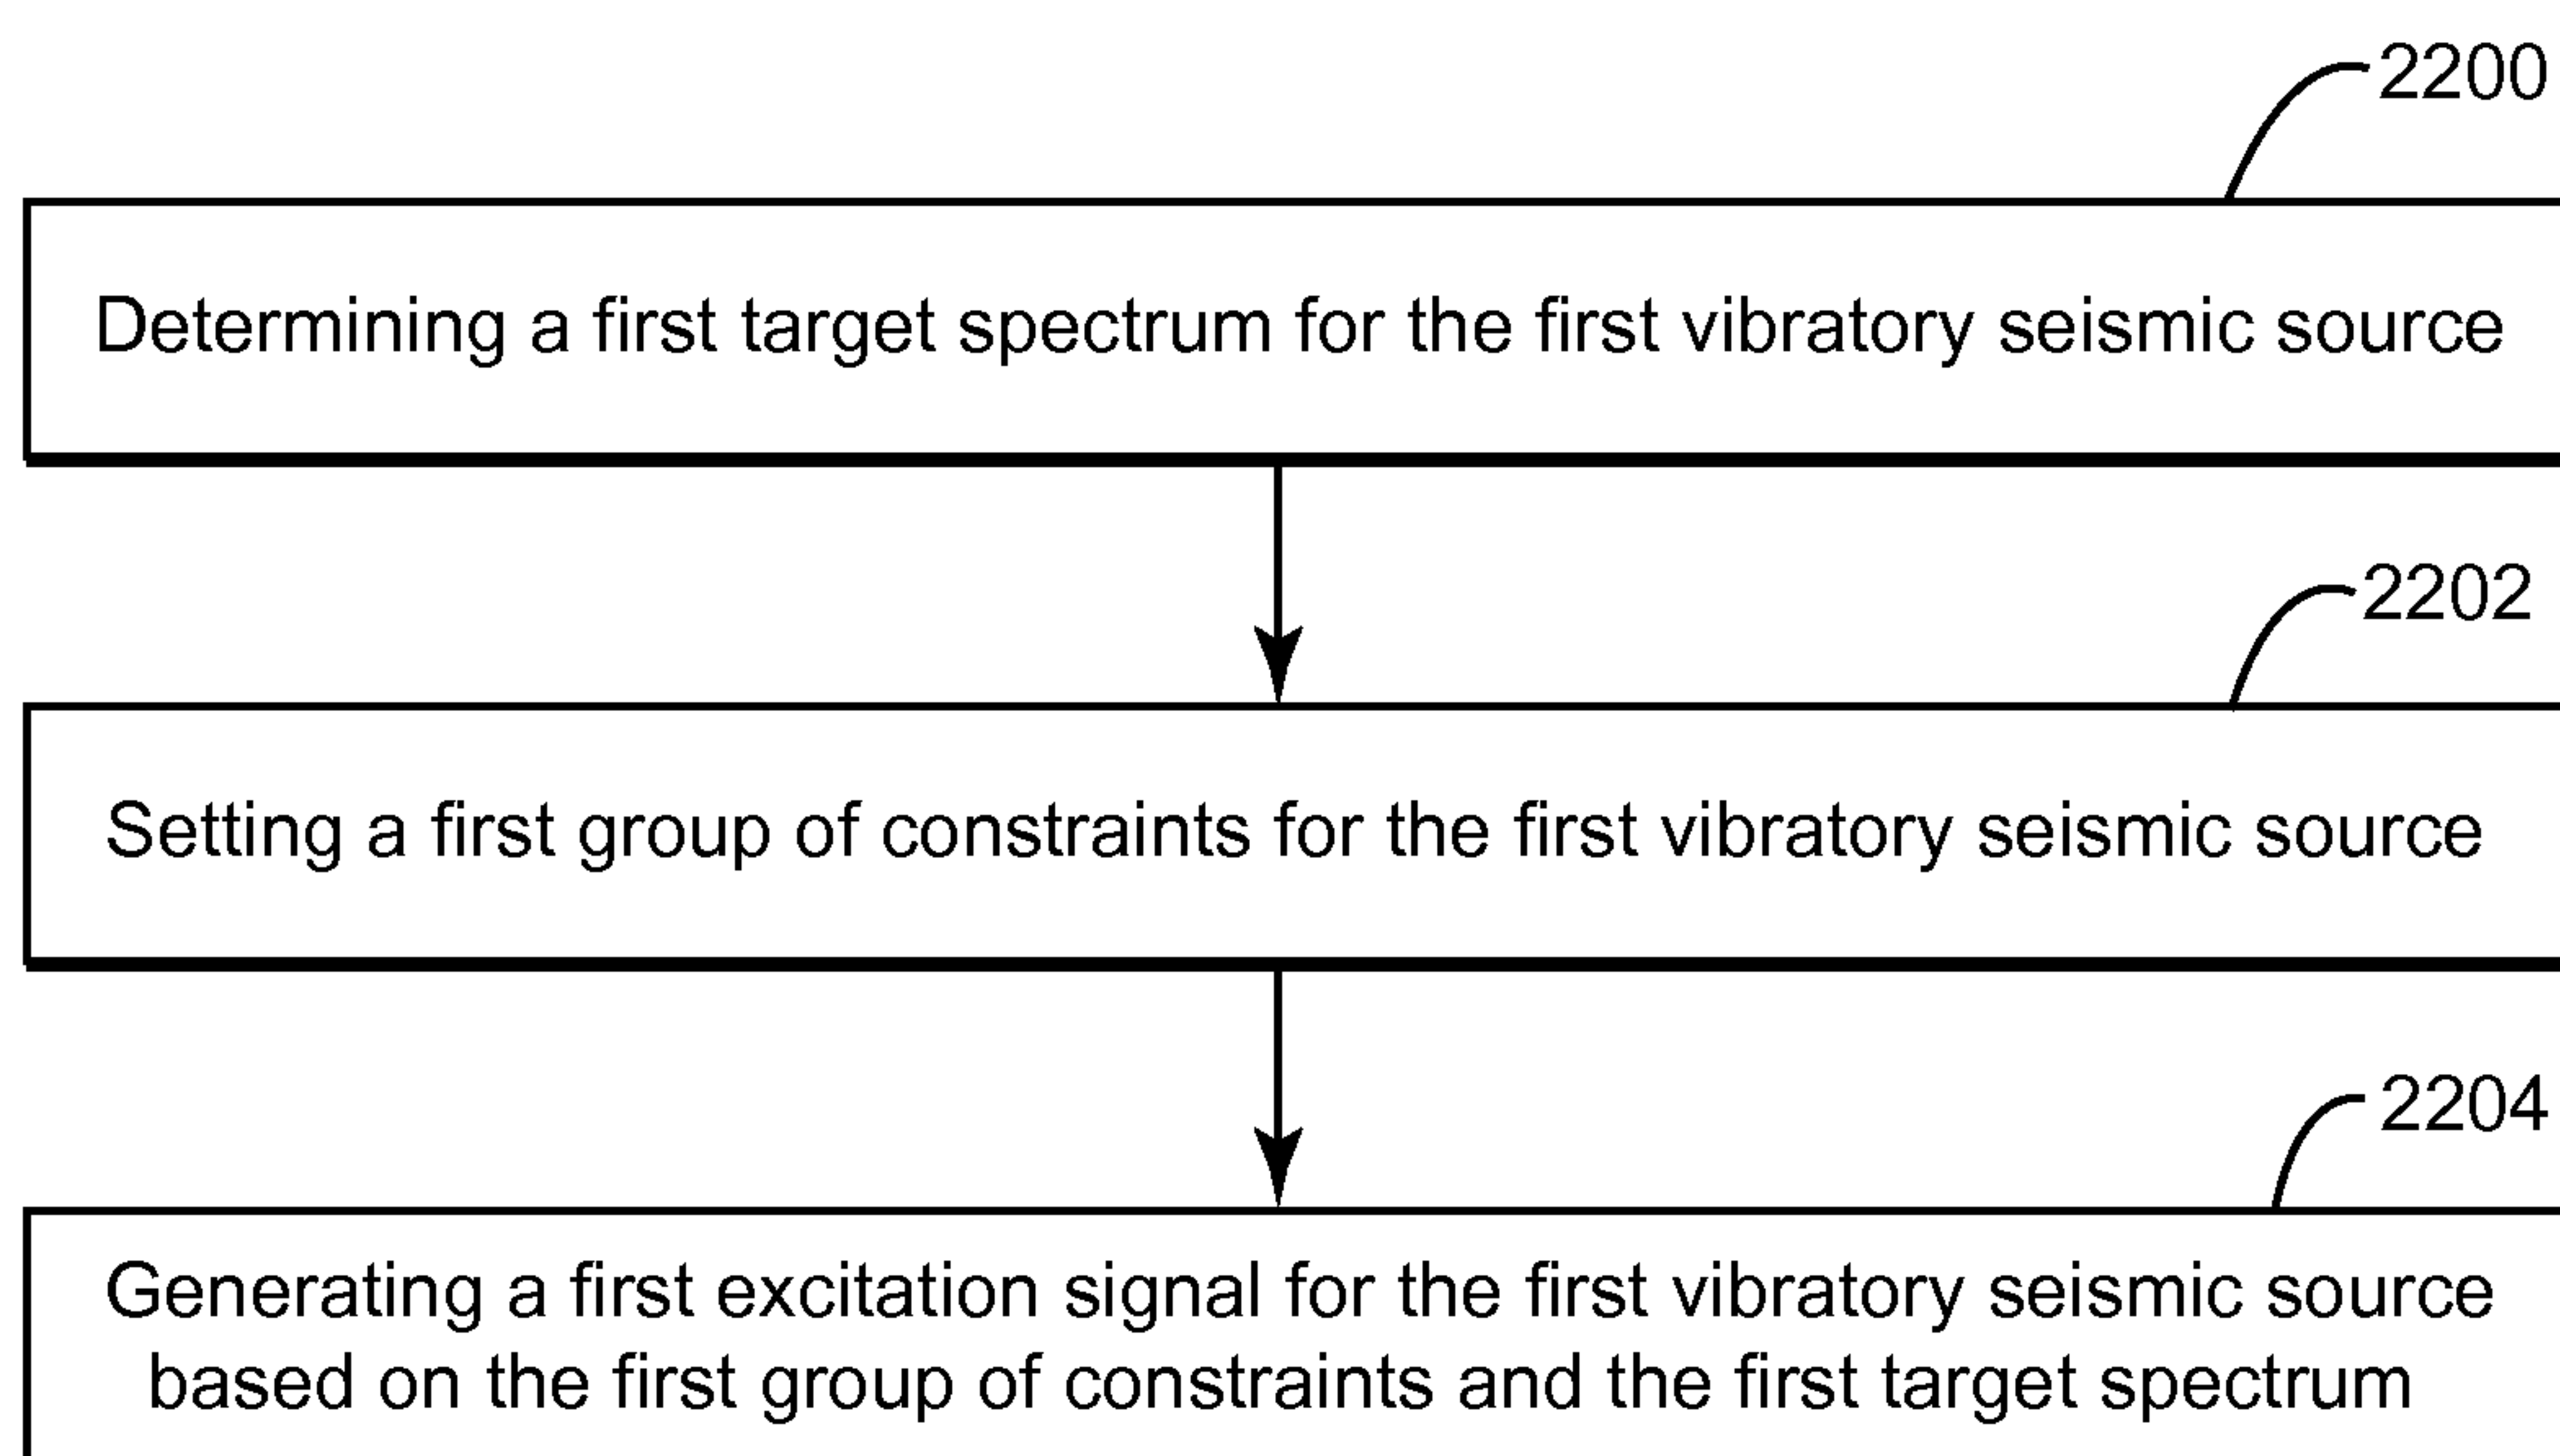 2200
Determining a first target spectrum for the first vibratory seismic source
2202
Setting a first group of constraints for the first vibratory seismic source
2204
Generating a first excitation signal for the first vibratory seismic source
based on the first group of constraints and the first target spectrum